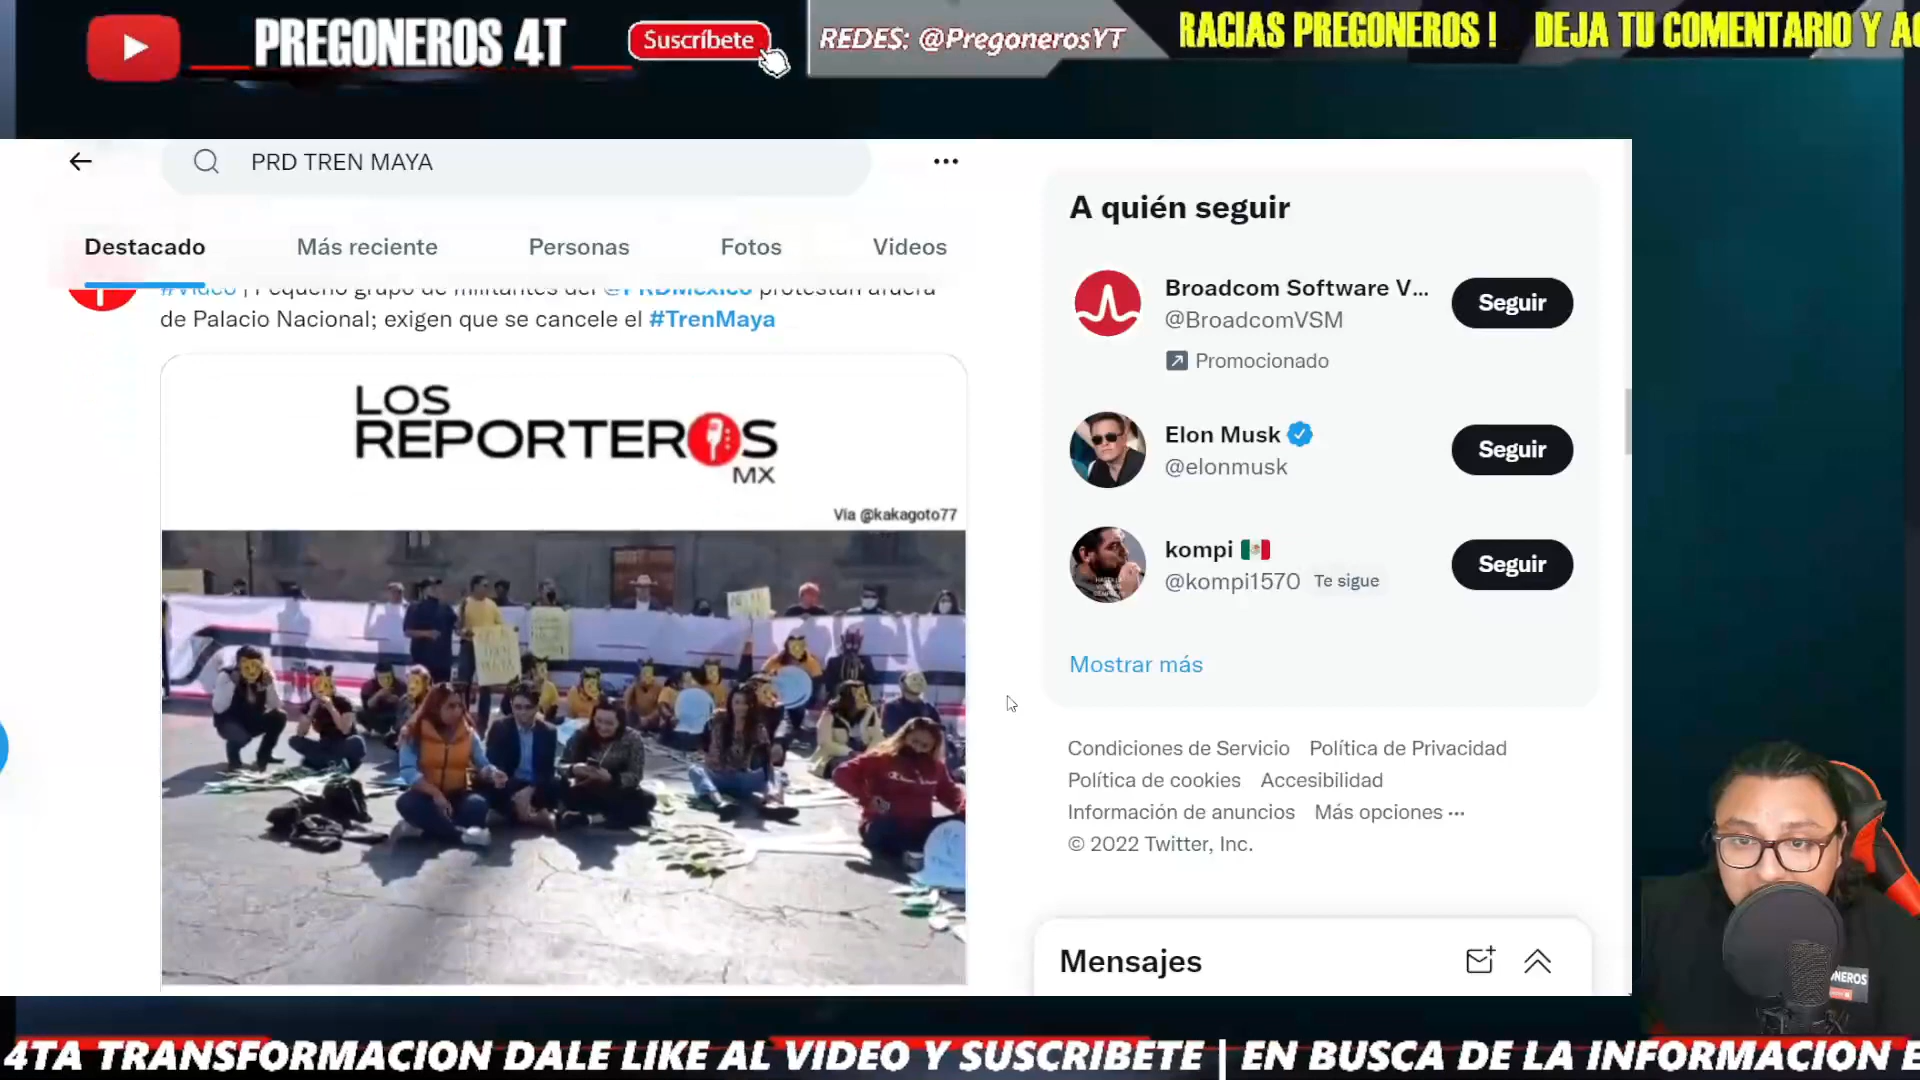 PREGONEROS 4T
Suscríbete
REDES: @PregonerosYT
RACIAS PREGONEROS ! DEJA TU COMENTARIO Y
PRD TREN MAYA
Destacado
Más reciente
Personas
Fotos
Videos
#Video | Pequeño grupo de militantes del @PRDMexico protestan afuera
de Palacio Nacional; exigen que se cancele el #TrenMaya
LOS
REPORTEROS
MX
Vía @kakagoto77
A quién seguir
Broadcom Software V...
@BroadcomVSM
Promocionado
Seguir
Elon Musk
@elonmusk
Seguir
kompi
@kompi1570 Te sigue
Seguir
Mostrar más
Condiciones de Servicio Política de Privacidad
Política de cookies Accesibilidad
Información de anuncios Más opciones ···
© 2022 Twitter, Inc.
Mensajes
4TA TRANSFORMACION DALE LIKE AL VIDEO Y SUSCRIBETE | EN BUSCA DE LA INFORMACION E